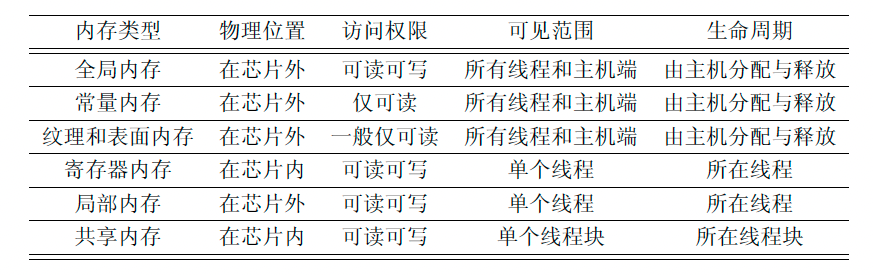 内存类型 物理位置 访问权限 可见范围 生命周期
全局内存 在芯片外 可读可写 所有线程和主机端 由主机分配与释放
常量内存 在芯片外 仅可读 所有线程和主机端 由主机分配与释放
纹理和表面内存 在芯片外 一般仅可读 所有线程和主机端 由主机分配与释放
寄存器内存 在芯片内 可读可写 单个线程 所在线程
局部内存 在芯片外 可读可写 单个线程 所在线程
共享内存 在芯片内 可读可写 单个线程块 所在线程块